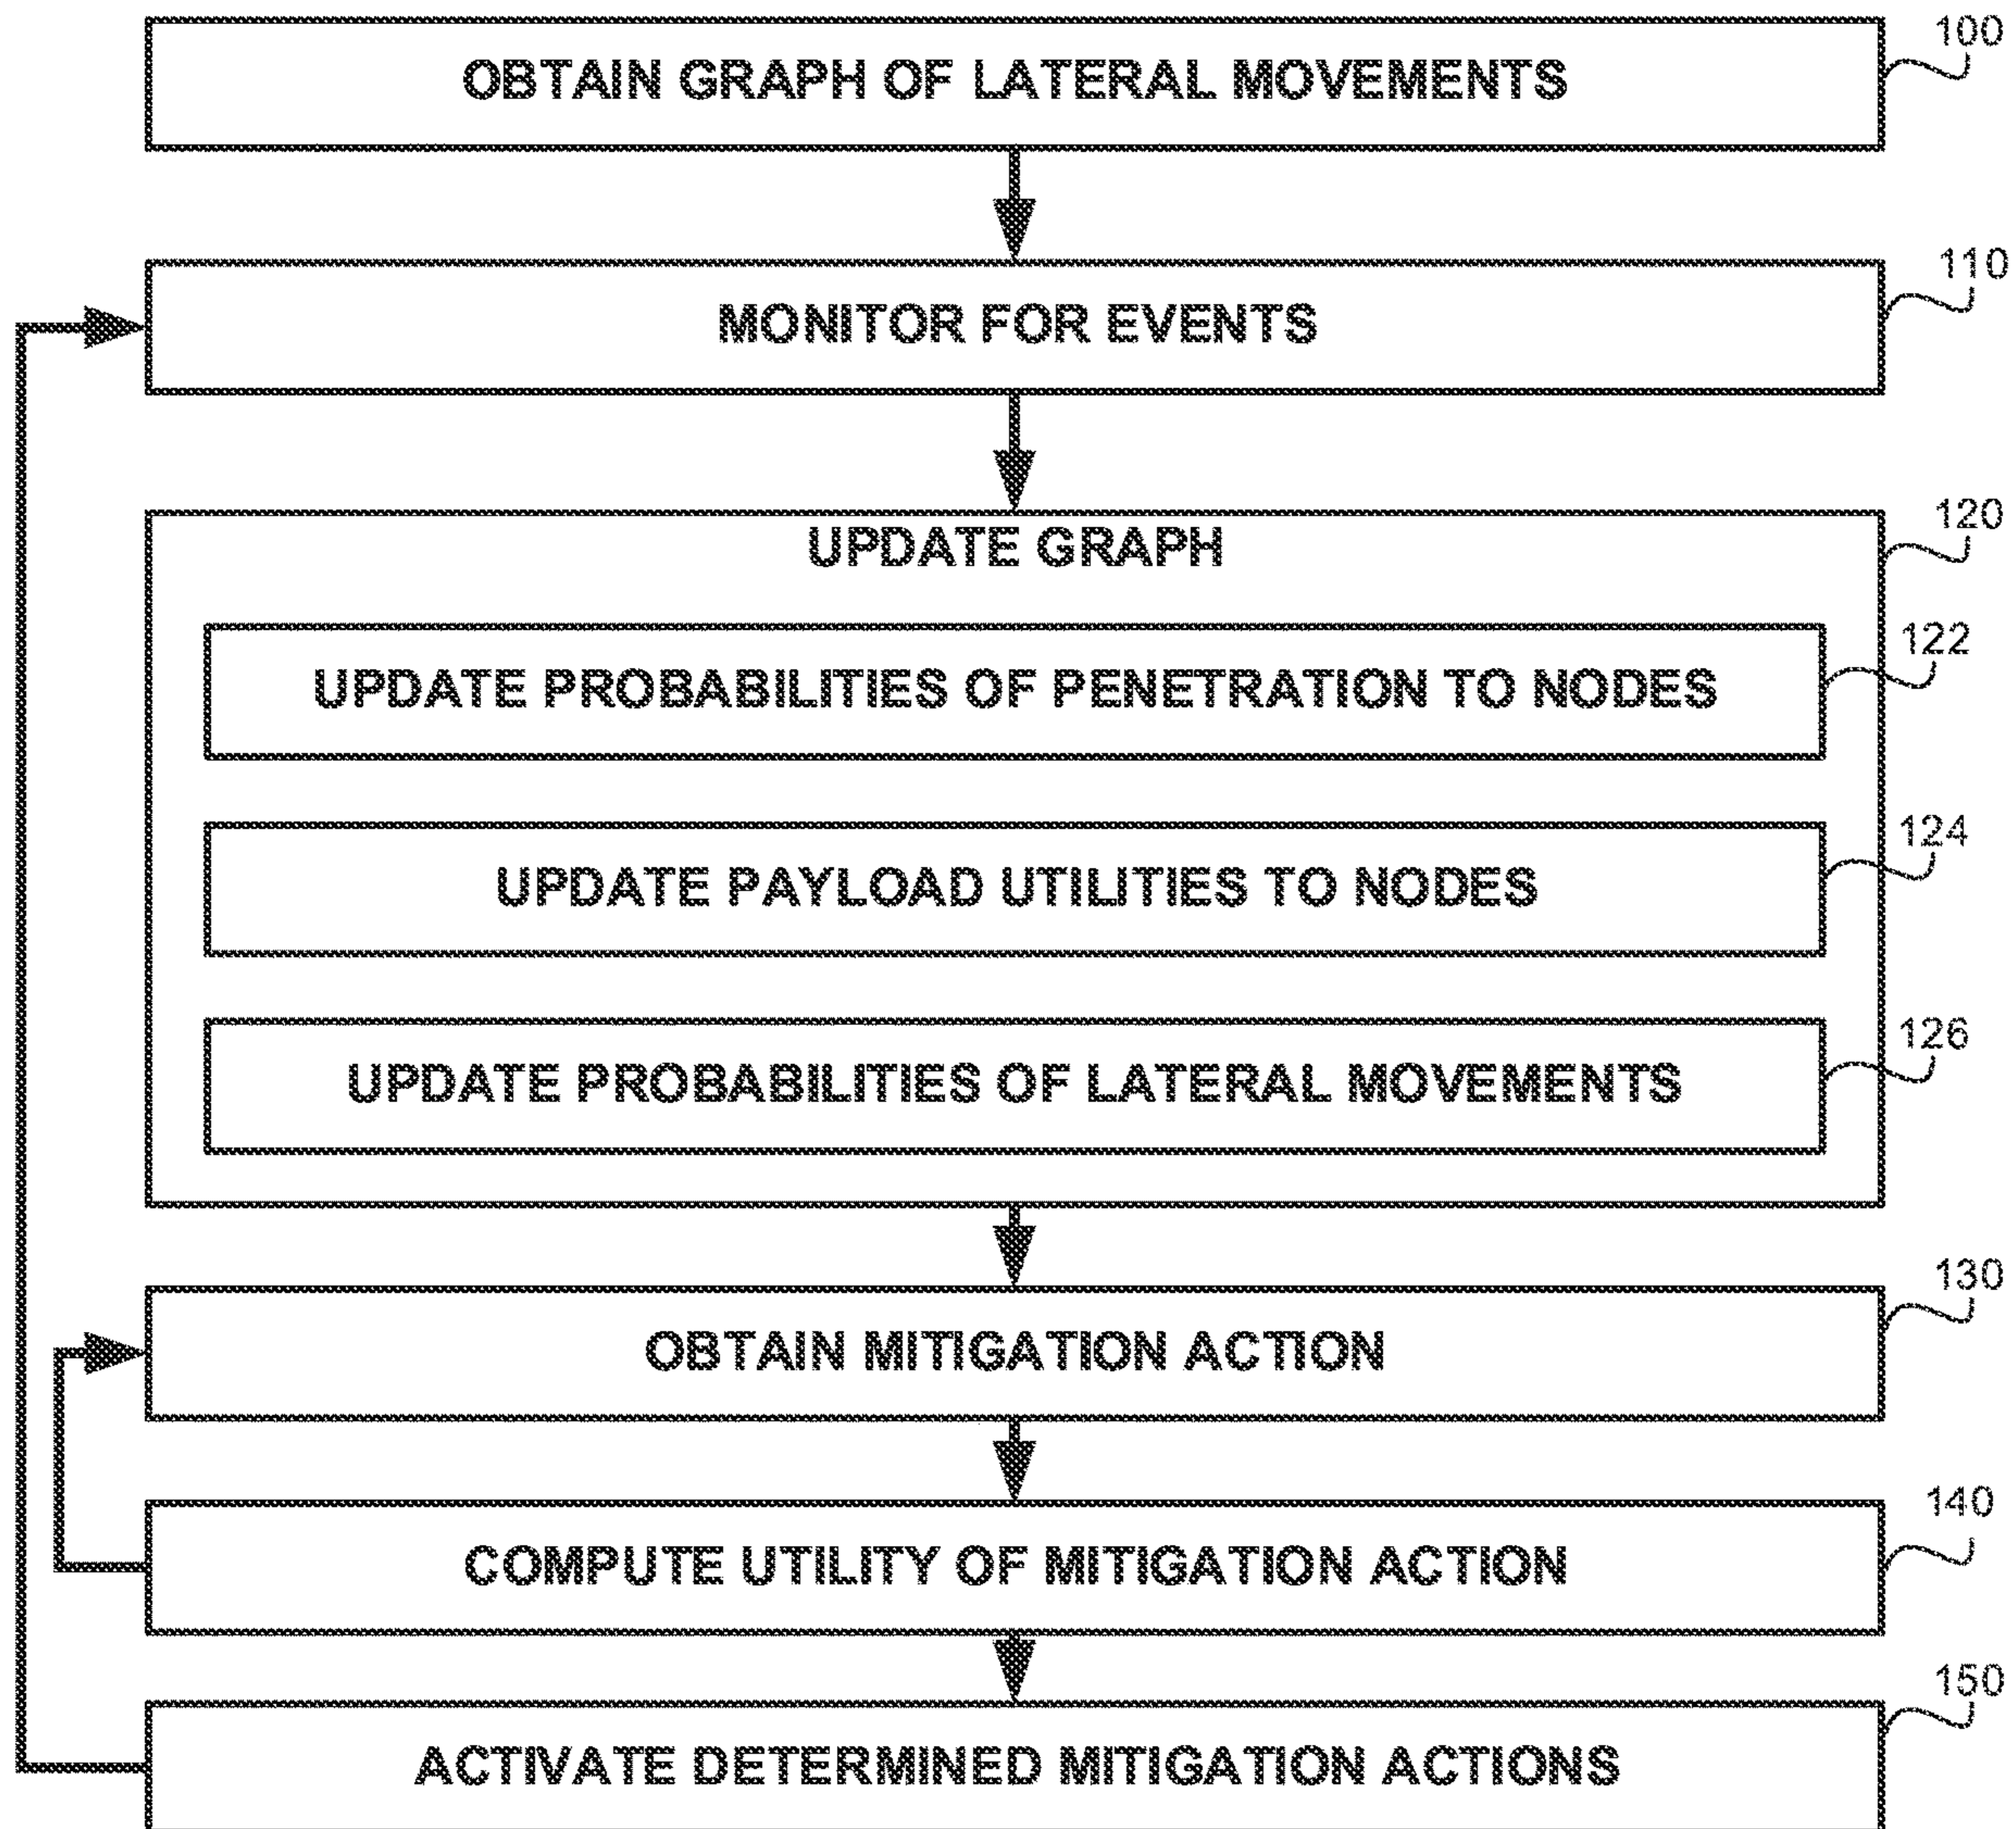 100
OBTAIN GRAPH OF LATERAL MOVEMENTS
110
MONITOR FOR EVENTS
120
UPDATE GRAPH
122
UPDATE PROBABILITIES OF PENETRATION TO NODES
124
UPDATE PAYLOAD UTILITIES TO NODES
126
UPDATE PROBABILITIES OF LATERAL MOVEMENTS
130
OBTAIN MITIGATION ACTION
140
COMPUTE UTILITY OF MITIGATION ACTION
150
ACTIVATE DETERMINED MITIGATION ACTIONS